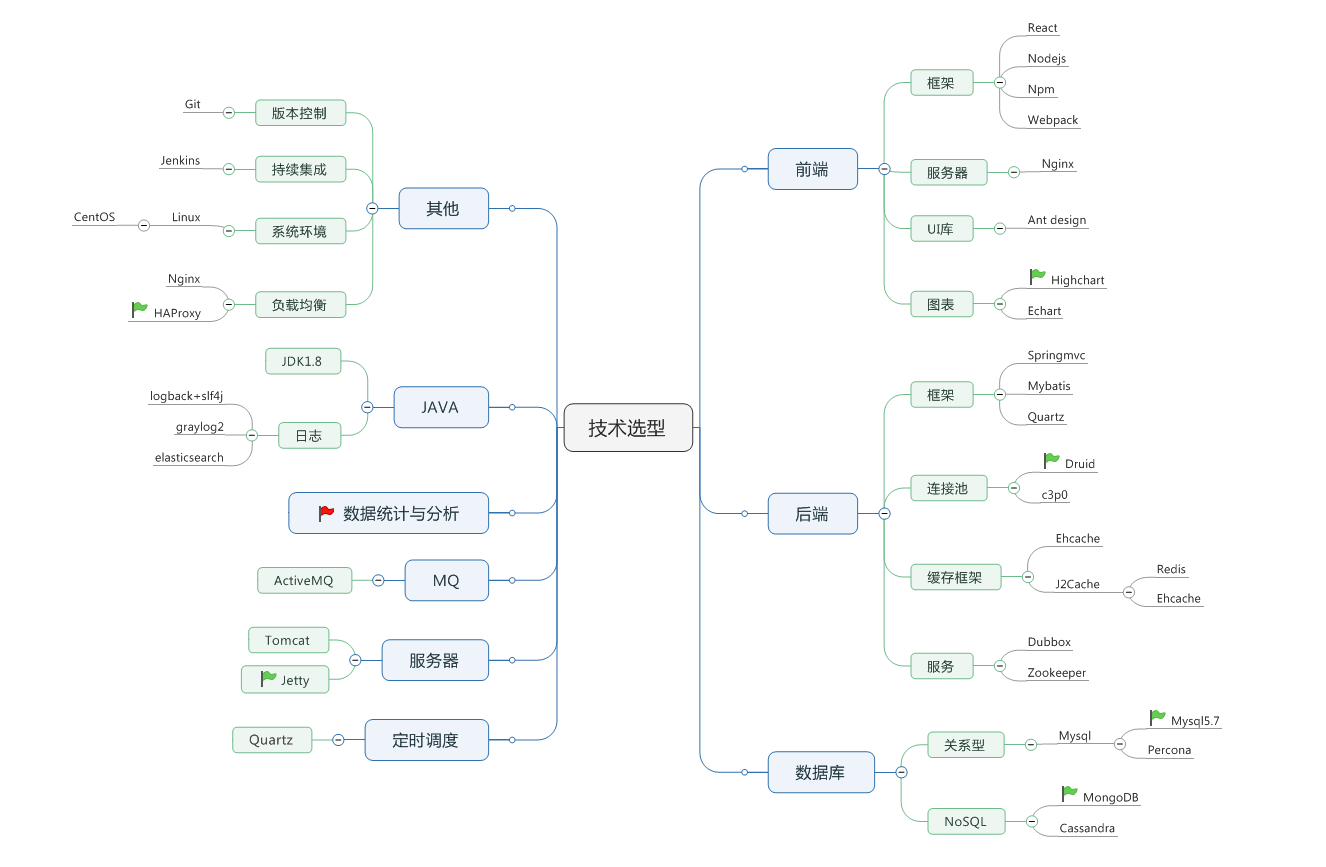 技术选型
前端
框架
React
Nodejs
Npm
Webpack
服务器
Nginx
UI库
Ant design
图表
Highchart
Echart
后端
框架
Springmvc
Mybatis
Quartz
连接池
Druid
c3p0
缓存框架
Ehcache
J2Cache
Redis
Ehcache
服务
Dubbox
Zookeeper
数据库
关系型
Mysql
Mysql5.7
Percona
NoSQL
MongoDB
Cassandra
其他
版本控制
Git
持续集成
Jenkins
系统环境
Linux
CentOS
负载均衡
Nginx
HAProxy
JAVA
JDK1.8
日志
logback+slf4j
graylog2
elasticsearch
数据统计与分析
MQ
ActiveMQ
服务器
Tomcat
Jetty
定时调度
Quartz